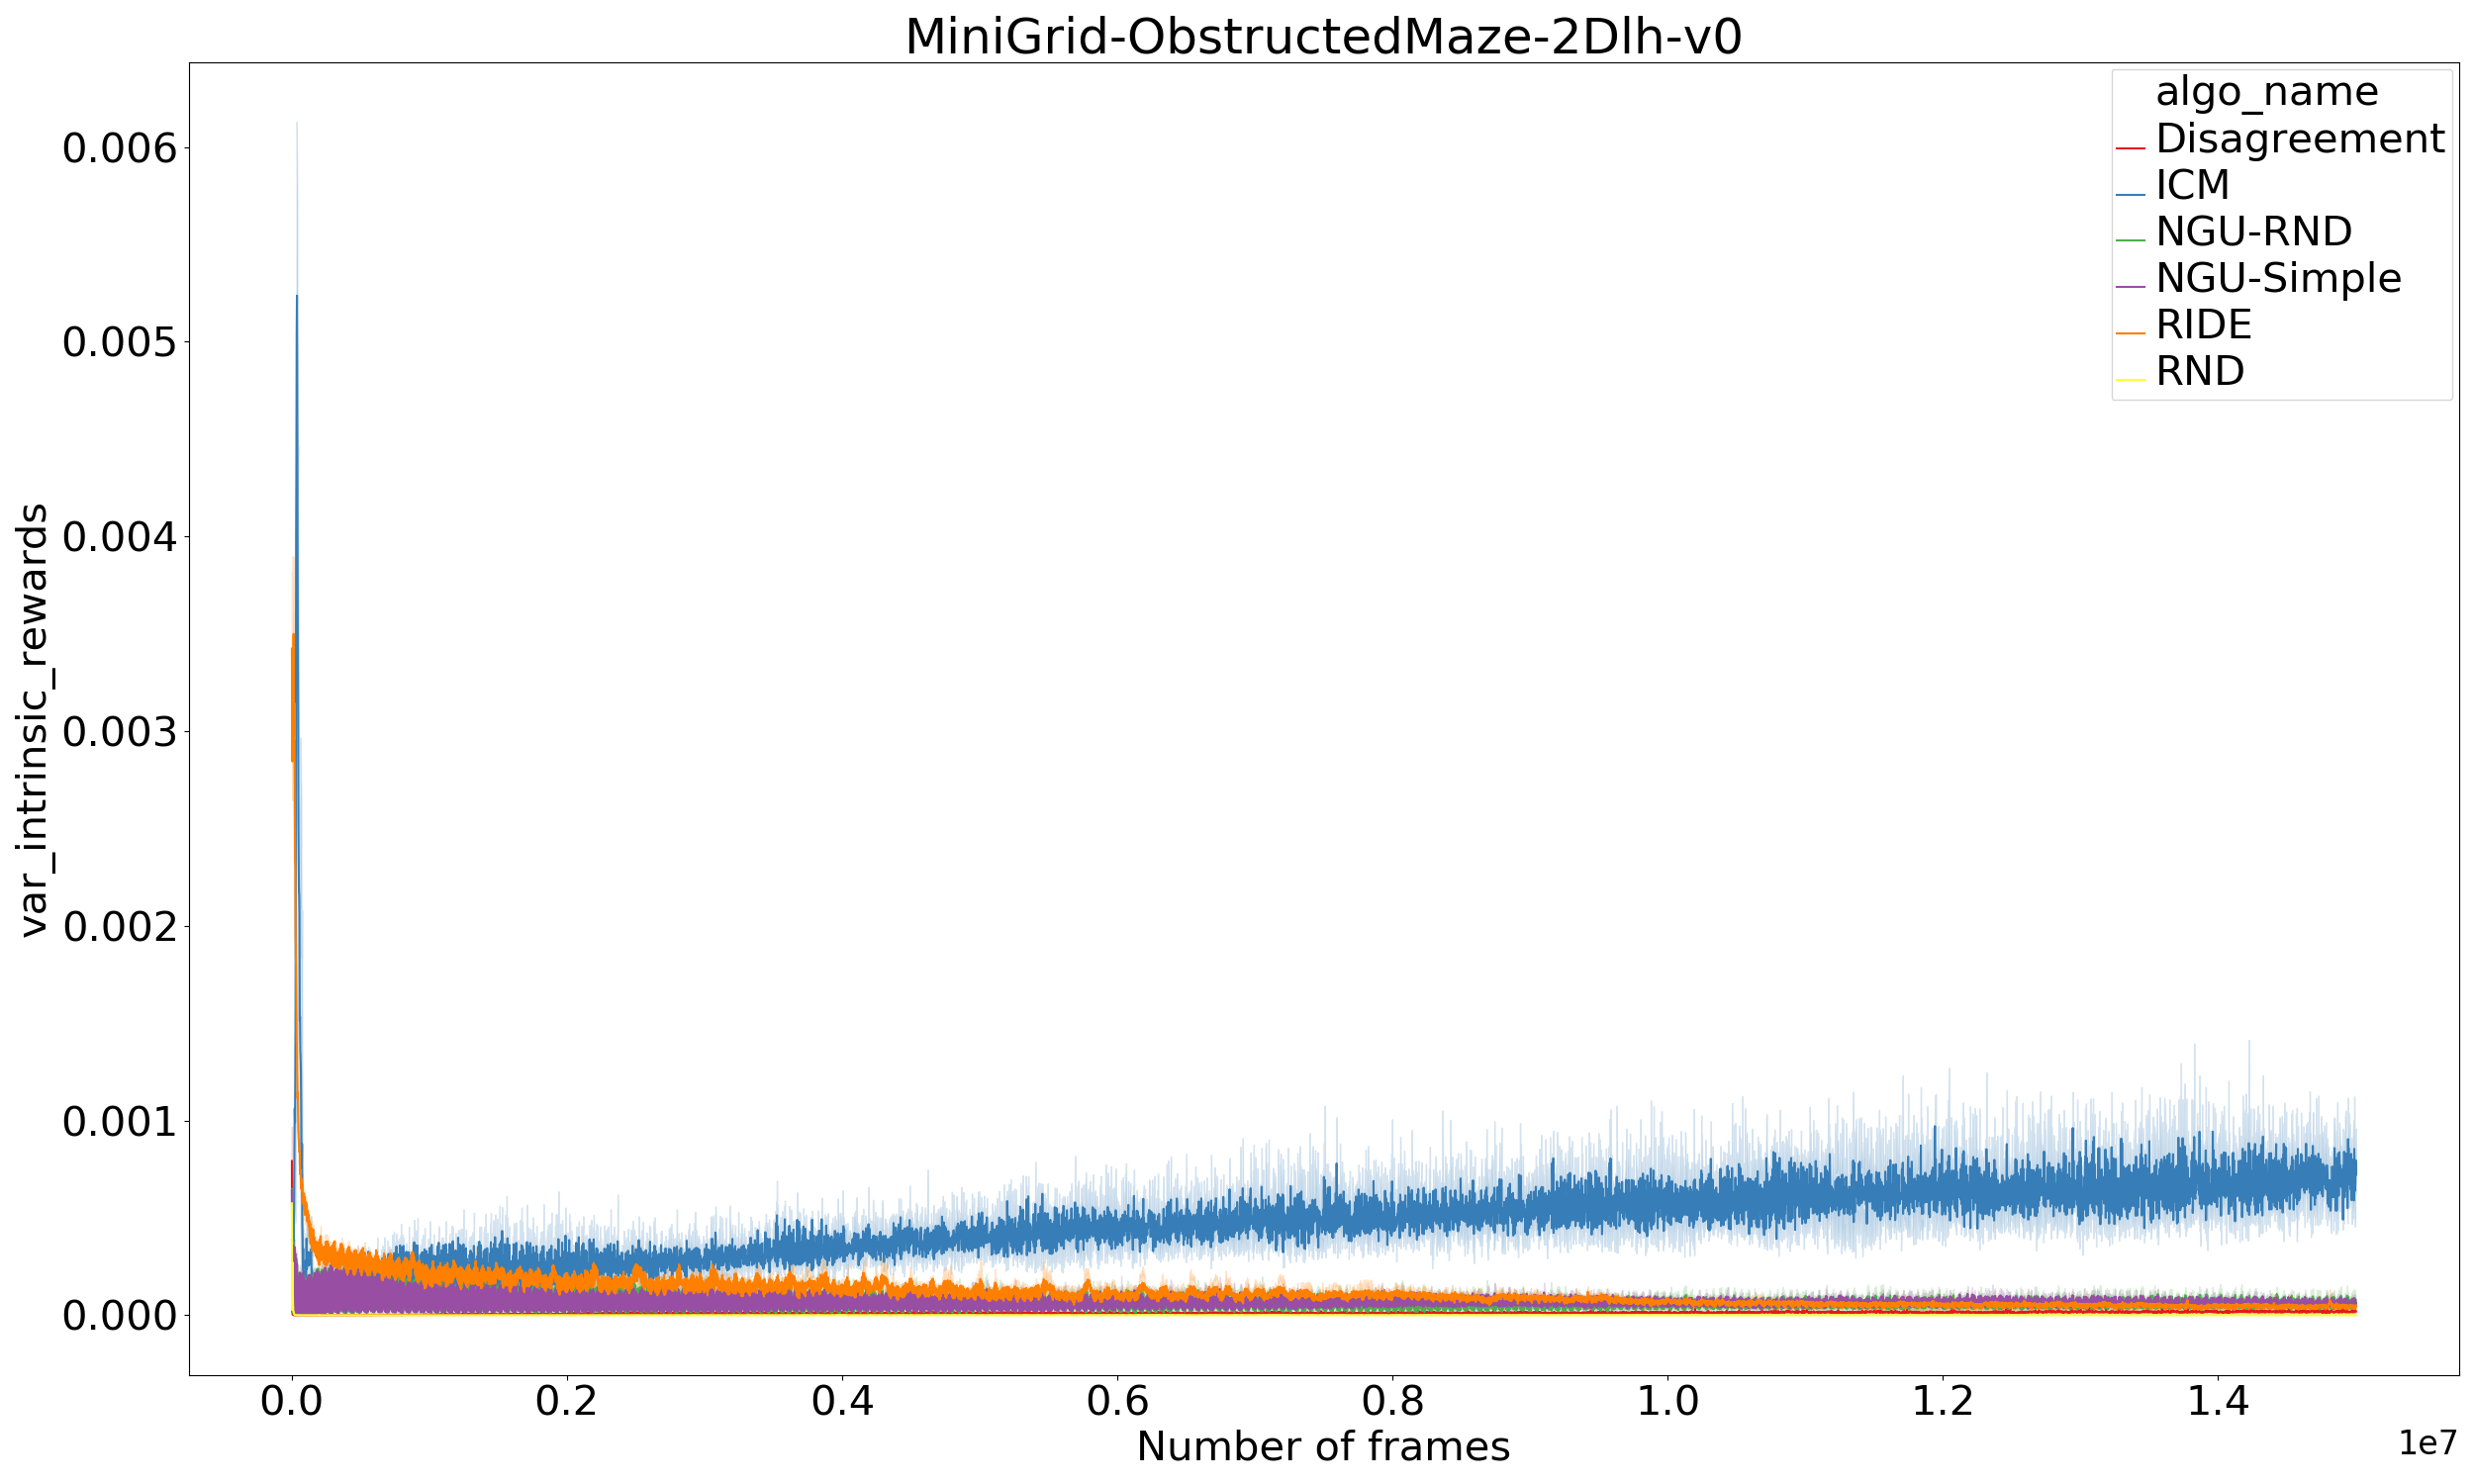 MiniGrid-ObstructedMaze-2Dlh-v0
algo_name
Disagreement
ICM
NGU-RND
NGU-Simple
RIDE
RND
var_intrinsic_rewards
0.006
0.005
0.004
0.003
0.002
0.001
0.000
0.0 0.2 0.4 0.6 0.8 1.0 1.2 1.4
1e7
Number of frames